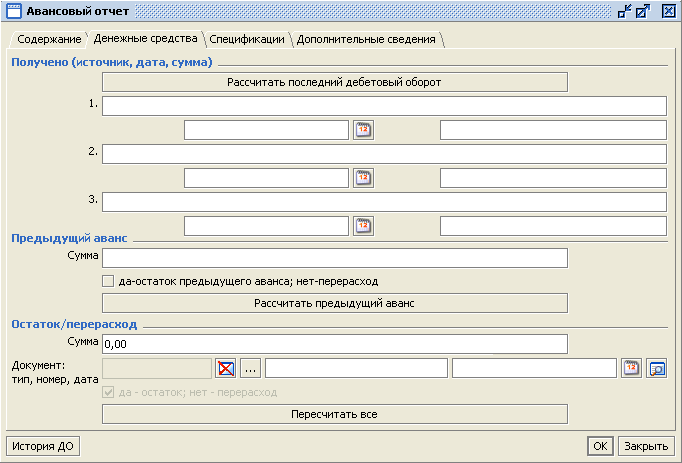 Авансовый отчет
Содержание Денежные средства Спецификации Дополнительные сведения
Получено (источник, дата, сумма)
Рассчитать последний дебетовый оборот
1.
12
2.
12
3.
12
Предыдущий аванс
Сумма
да-остаток предыдущего аванса; нет-перерасход
Рассчитать предыдущий аванс
Остаток/перерасход
Сумма 0,00
Документ:
тип, номер, дата ... 12
да - остаток; нет - перерасход
Пересчитать все
История ДО ОК Закрыть